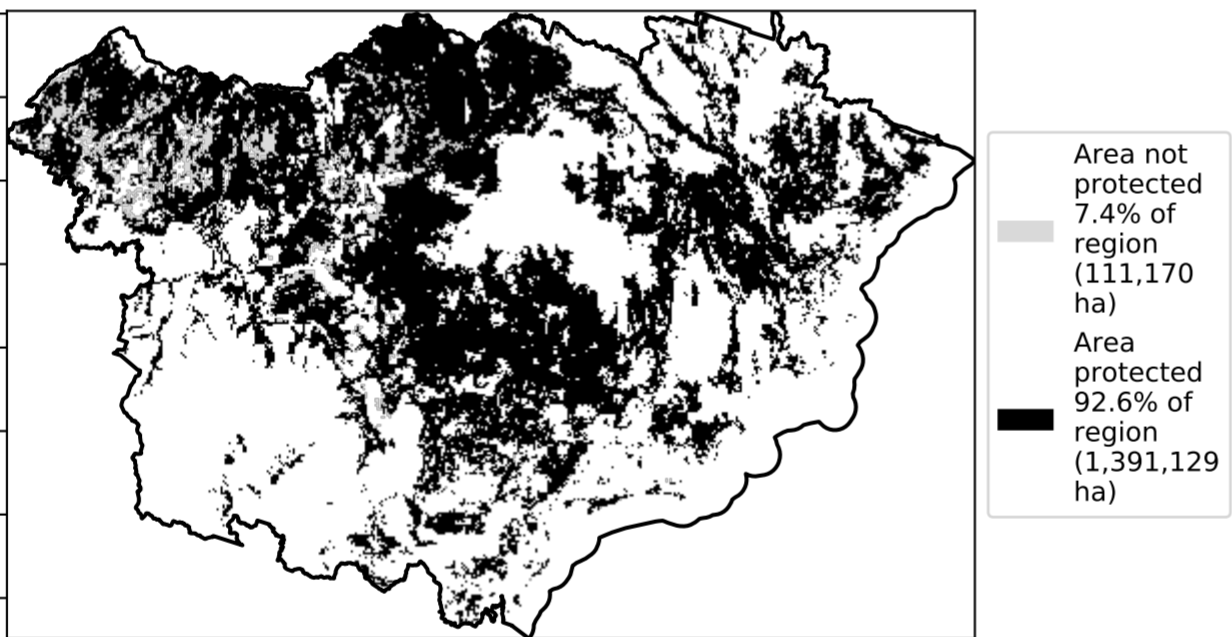 Area not
protected
7.4% of
region
(111,170
ha)
Area
protected
92.6% of
region
(1,391,129
ha)